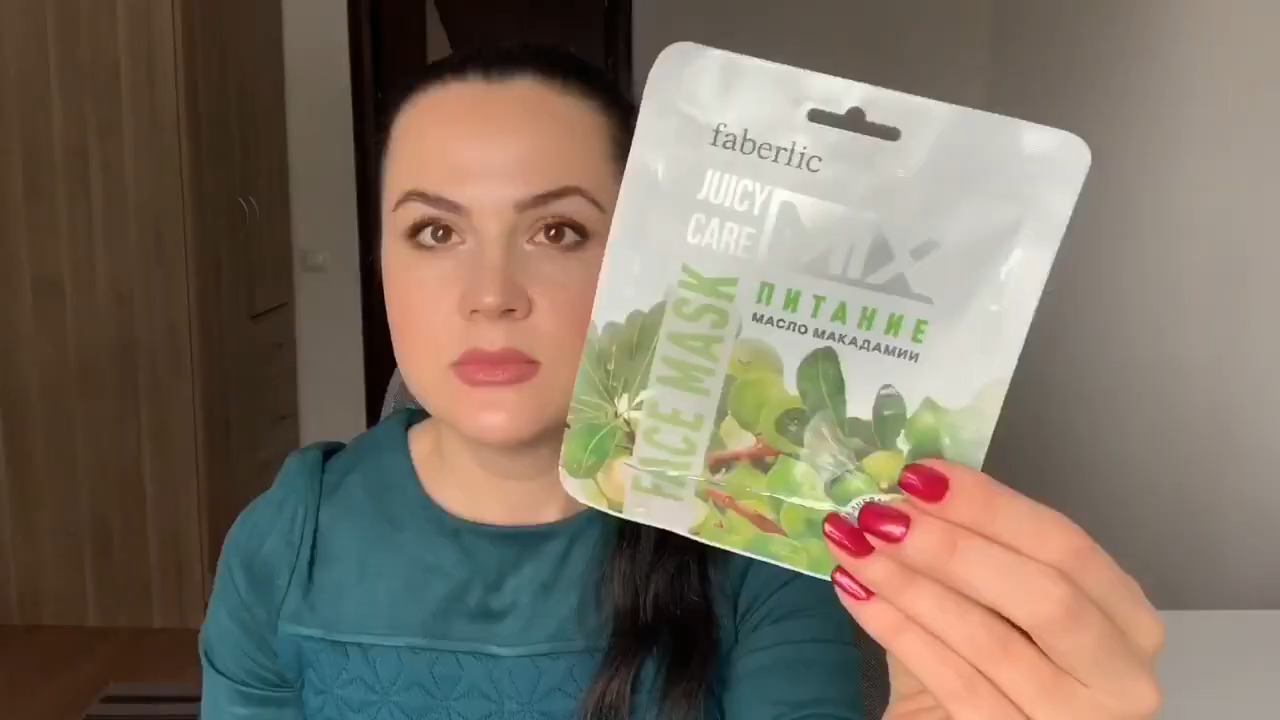 faberlic
JUICY
CARE
MIX
ПИТАНИЕ
МАСЛО МАКАДАМИИ
FACE MASK